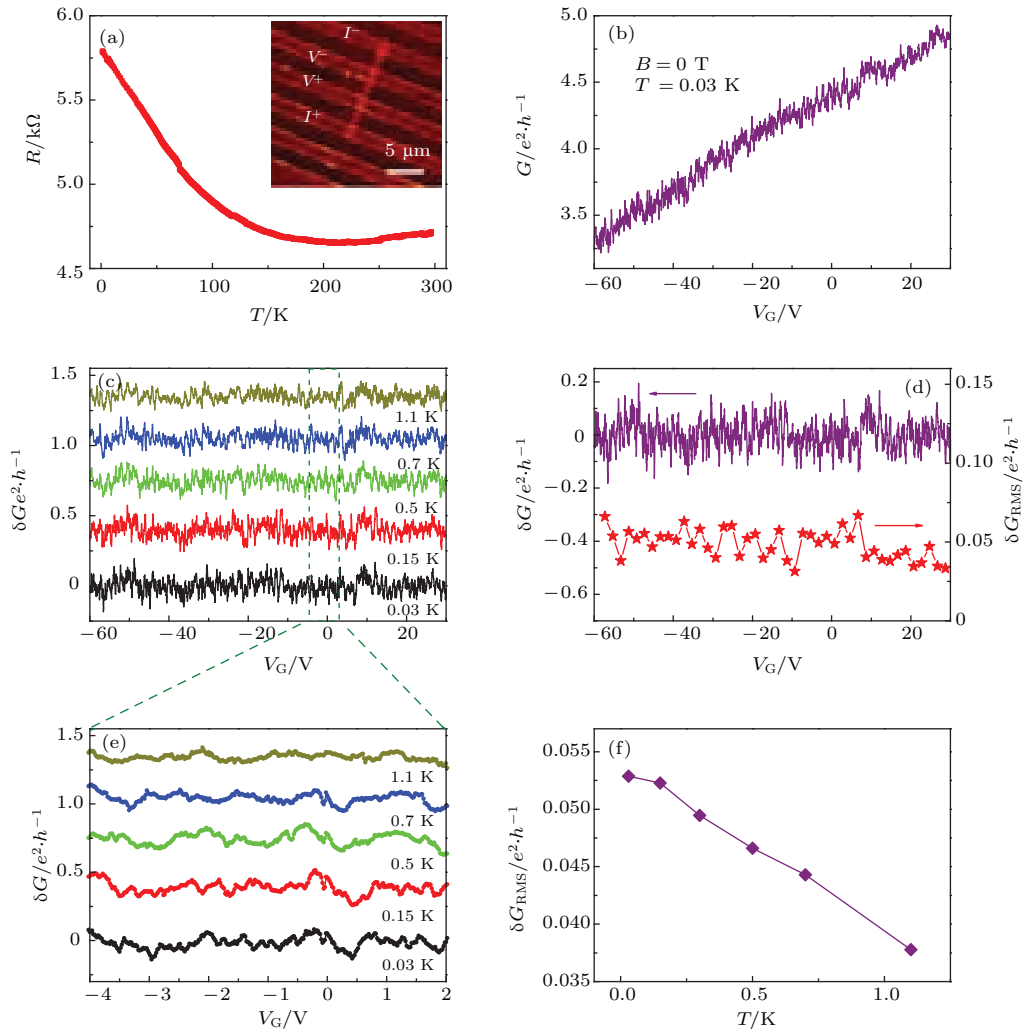 (a)
I⁻
V⁻
V⁺
I⁺
5 μm
6.0
5.5
5.0
4.5
R/kΩ
0
100
200
300
T/K
(b)
B = 0 T
T = 0.03 K
5.0
4.5
4.0
3.5
G/e²·h⁻¹
−60
−40
−20
0
20
V_G/V
(c)
1.5
1.0
0.5
0
δGe²·h⁻¹
1.1 K
0.7 K
0.5 K
0.15 K
0.03 K
−60
−40
−20
0
20
V_G/V
(d)
0.2
0
−0.2
−0.4
−0.6
δG/e²·h⁻¹
0.15
0.10
0.05
0
δG_RMS/e²·h⁻¹
−60
−40
−20
0
20
V_G/V
(e)
1.5
1.0
0.5
0
δG/e²·h⁻¹
1.1 K
0.7 K
0.5 K
0.15 K
0.03 K
−4
−3
−2
−1
0
1
2
V_G/V
(f)
0.055
0.050
0.045
0.040
0.035
δG_RMS/e²·h⁻¹
0.0
0.5
1.0
T/K